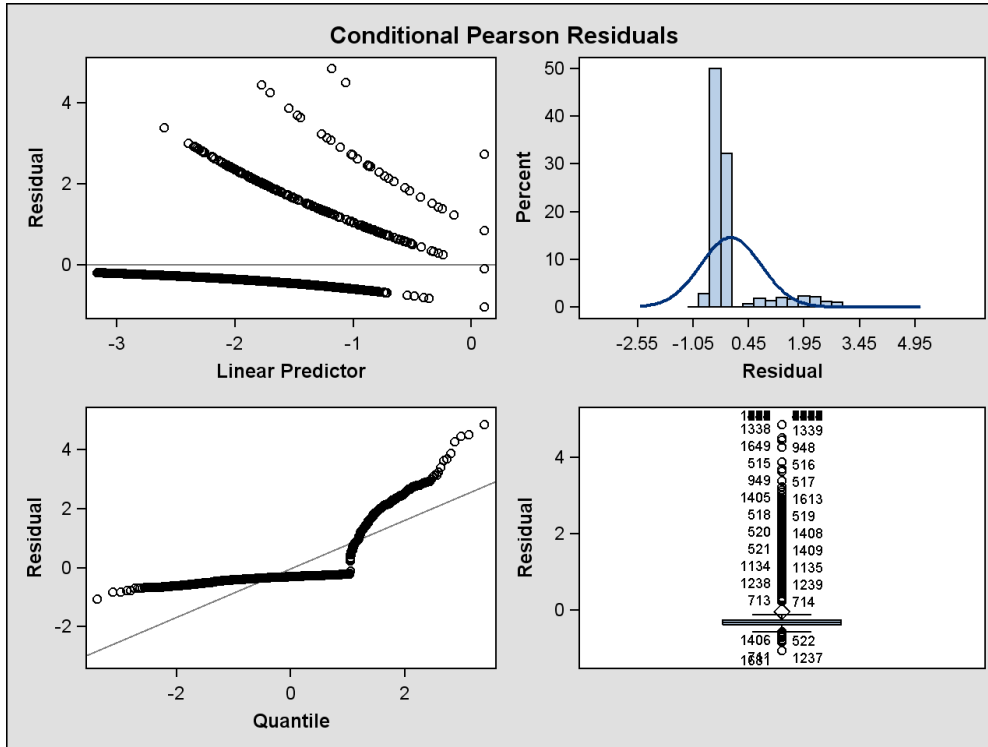 Conditional Pearson Residuals
Residual
4
2
0
-3 -2 -1 0
Linear Predictor
Percent
50
40
30
20
10
0
-2.55 -1.05 0.45 1.95 3.45 4.95
Residual
Residual
4
2
0
-2
-2 0 2
Quantile
Residual
4
2
0
1338 1339
1649 948
515 516
949 517
1405 1613
518 519
520 1408
521 1409
1134 1135
1238 1239
713 714
1406 522
1681 1237